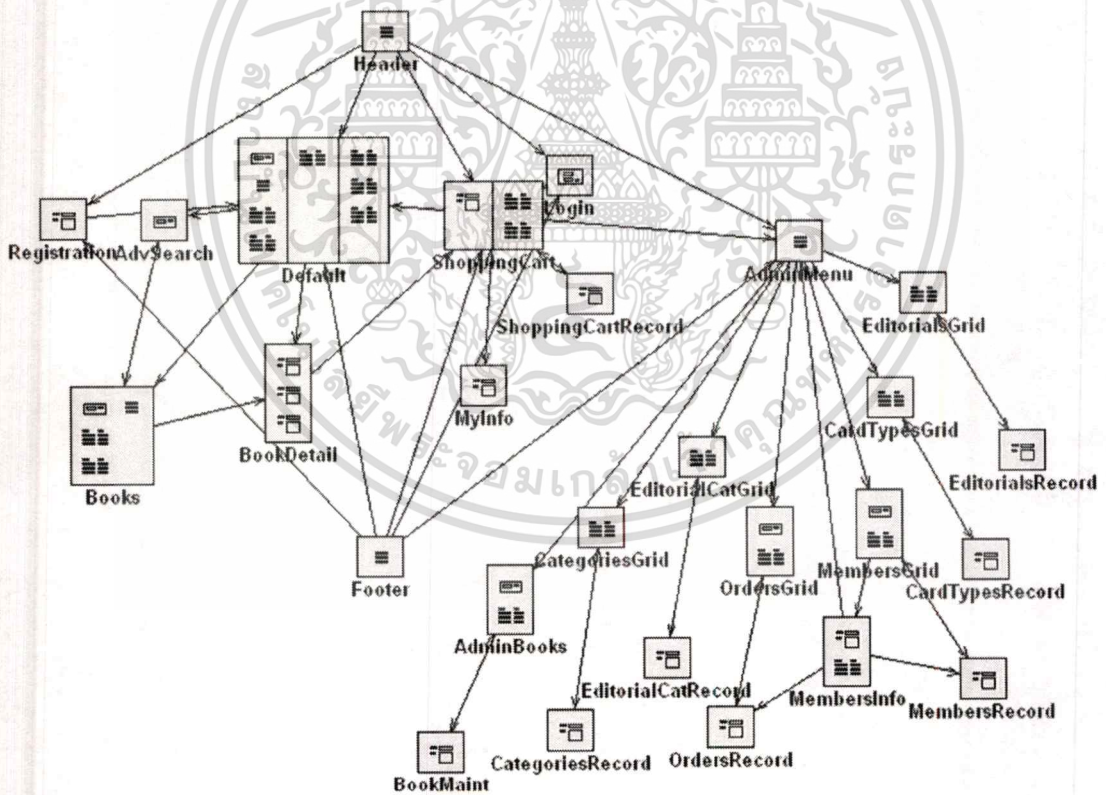 Header
Login
Registration
AdvSearch
Default
ShoppingCart
AdminMenu
ShoppingCartRecord
EditorialsGrid
MyInfo
CardTypesGrid
BookDetail
Books
EditorialCatGrid
EditorialsRecord
CategoriesGrid
Footer
OrdersGrid
MembersGrid
CardTypesRecord
AdminBooks
EditorialCatRecord
MembersInfo
MembersRecord
BookMaint
CategoriesRecord
OrdersRecord